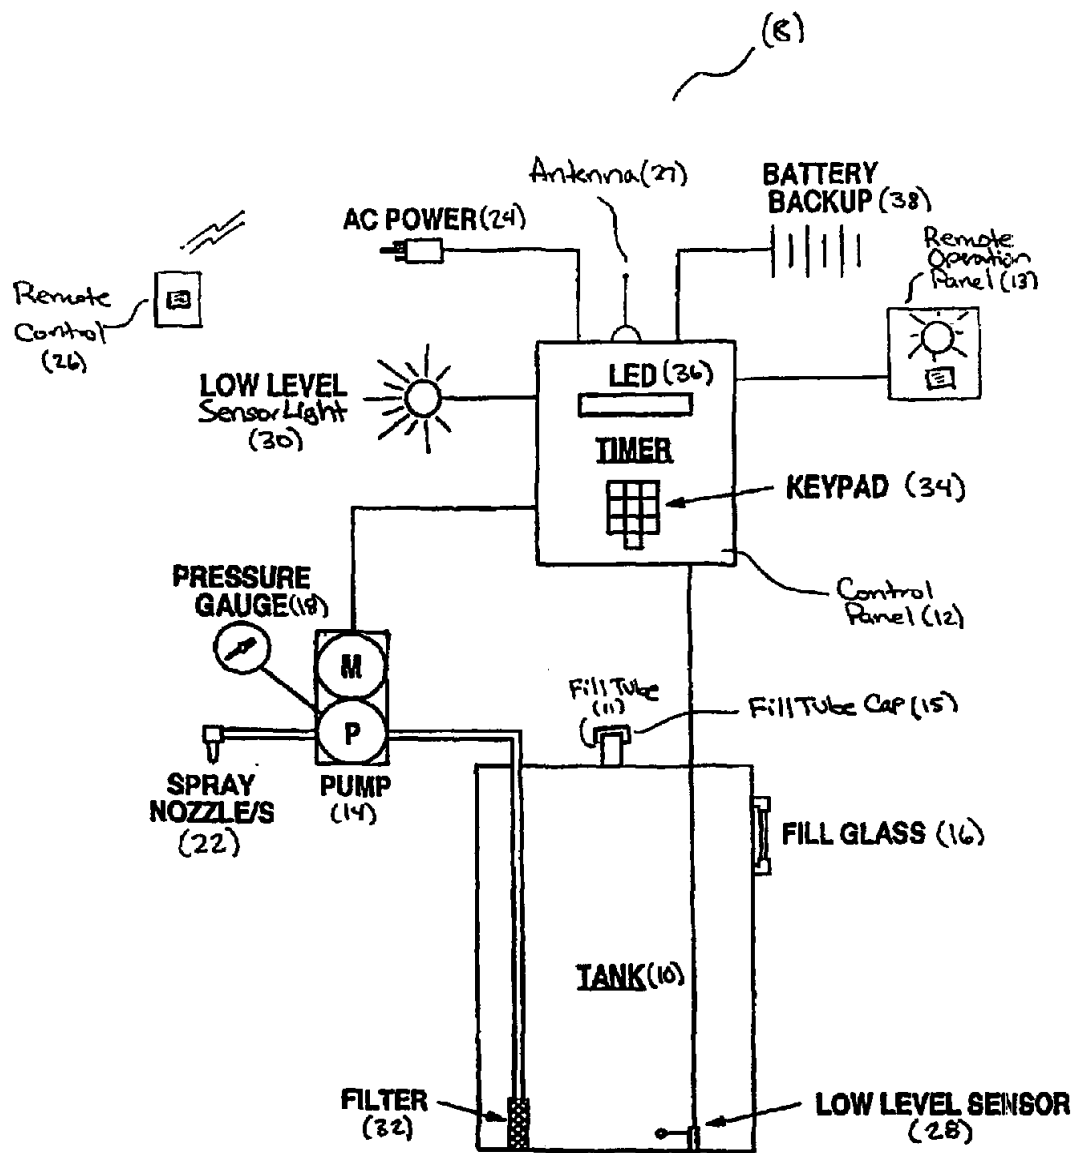 (8)
Antenna (27)
BATTERY
BACKUP (38)
AC POWER (24)
Remote
Operation
Panel (13)
Remote
Control
(26)
LED (36)
LOW LEVEL
Sensor Light
(30)
TIMER
KEYPAD (34)
Control
Panel (12)
PRESSURE
GAUGE (18)
M
P
Fill Tube
(11)
Fill Tube Cap (15)
SPRAY
NOZZLE/S
(22)
PUMP
(14)
FILL GLASS (16)
TANK (10)
FILTER
(32)
LOW LEVEL SENSOR
(28)